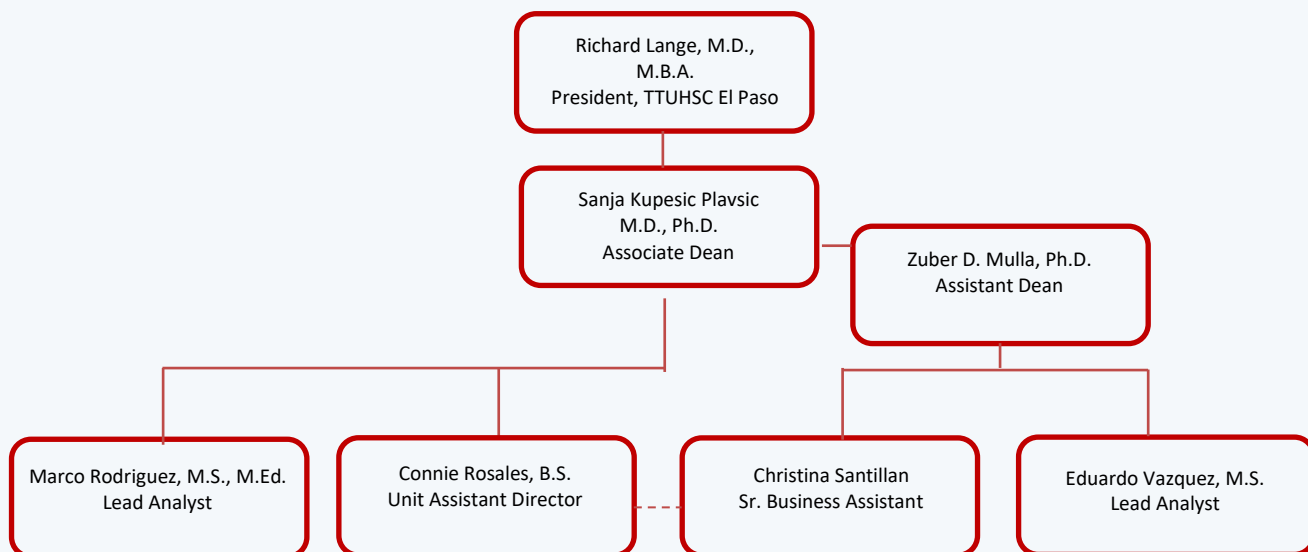 Richard Lange, M.D.,
M.B.A.
President, TTUHSC El Paso
Sanja Kupesic Plavsic
M.D., Ph.D.
Associate Dean
Zuber D. Mulla, Ph.D.
Assistant Dean
Marco Rodriguez, M.S., M.Ed.
Lead Analyst
Connie Rosales, B.S.
Unit Assistant Director
Christina Santillan
Sr. Business Assistant
Eduardo Vazquez, M.S.
Lead Analyst